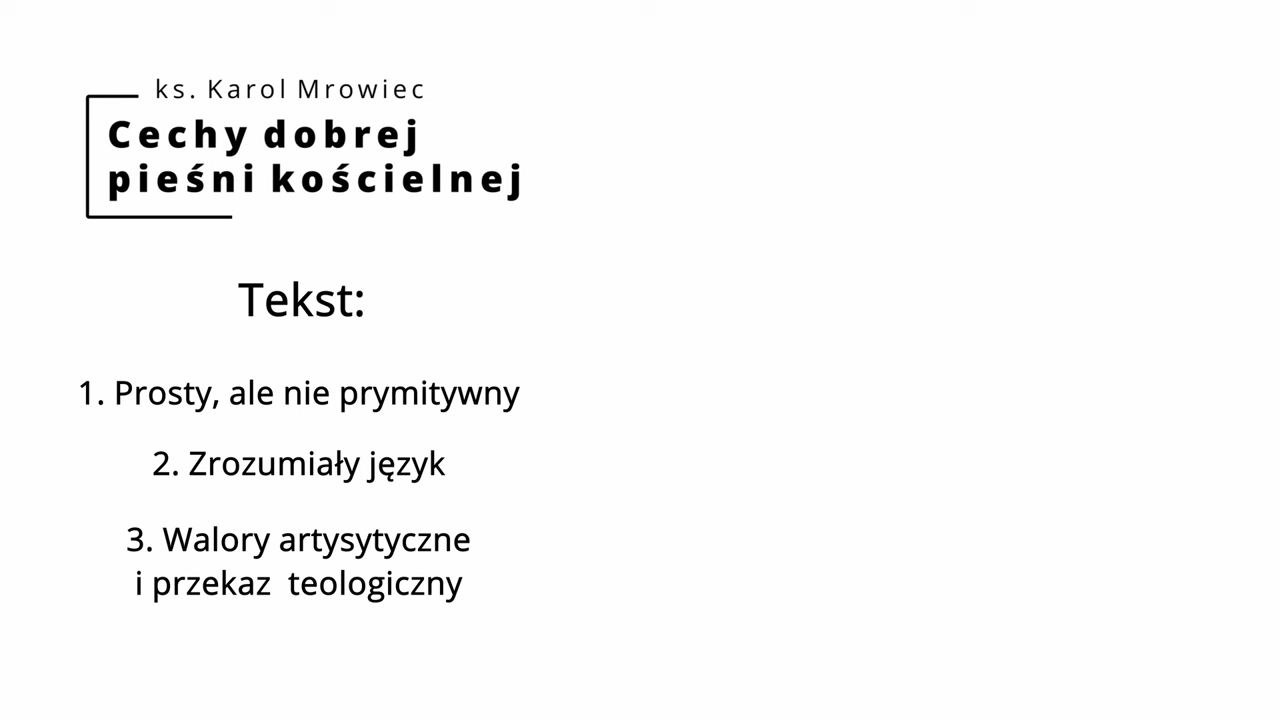 ks. Karol Mrowiec
Cechy dobrej
pieśni kościelnej
Tekst:
1. Prosty, ale nie prymitywny
2. Zrozumiały język
3. Walory artysytyczne
i przekaz teologiczny